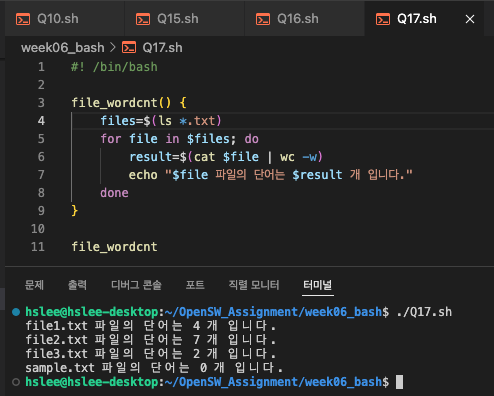 Q10.sh Q15.sh Q16.sh Q17.sh
week06_bash > Q17.sh
1 #! /bin/bash
2
3 file_wordcnt() {
4 files=$(ls *.txt)
5 for file in $files; do
6 result=$(cat $file | wc -w)
7 echo "$file 파일의 단어는 $result 개 입니다."
8 done
9 }
10
11 file_wordcnt
문제 출력 디버그 콘솔 포트 직렬 모니터 터미널
hslee@hslee-desktop:~/OpenSW_Assignment/week06_bash$ ./Q17.sh
file1.txt 파일의 단어는 4 개 입니다.
file2.txt 파일의 단어는 7 개 입니다.
file3.txt 파일의 단어는 2 개 입니다.
sample.txt 파일의 단어는 0 개 입니다.
hslee@hslee-desktop:~/OpenSW_Assignment/week06_bash$